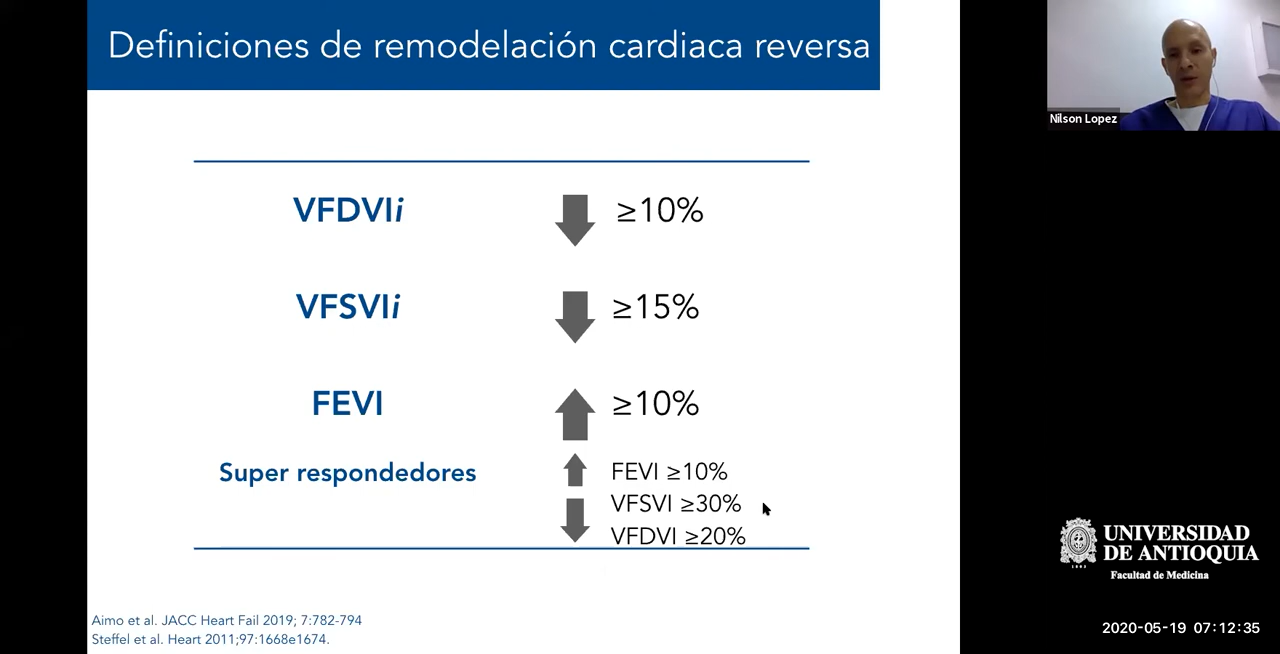 Definiciones de remodelación cardiaca reversa
Nilson Lopez
VFDVIi ≥10%
VFSVIi ≥15%
FEVI ≥10%
Super respondedores FEVI ≥10%
VFSVI ≥30%
VFDVI ≥20%
UNIVERSIDAD
DE ANTIOQUIA
1803
Facultad de Medicina
Aimo et al. JACC Heart Fail 2019; 7:782-794
Steffel et al. Heart 2011;97:1668e1674.
2020-05-19 07:12:35